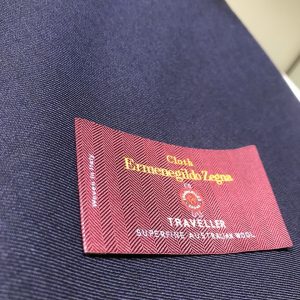 Cloth
Ermenegildo Zegna
TRAVELLER
SUPERFINE AUSTRALIAN WOOL
Woven in Italy